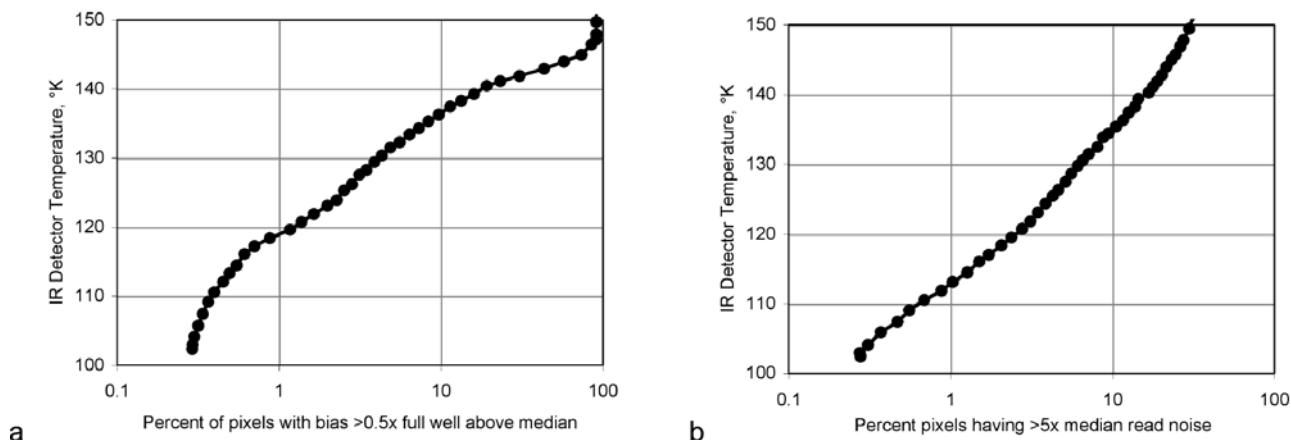 150
140
130
120
110
100
IR Detector Temperature, °K
0.1 1 10 100
Percent of pixels with bias >0.5x full well above median
a
150
140
130
120
110
100
IR Detector Temperature, °K
0.1 1 10 100
Percent pixels having >5x median read noise
b